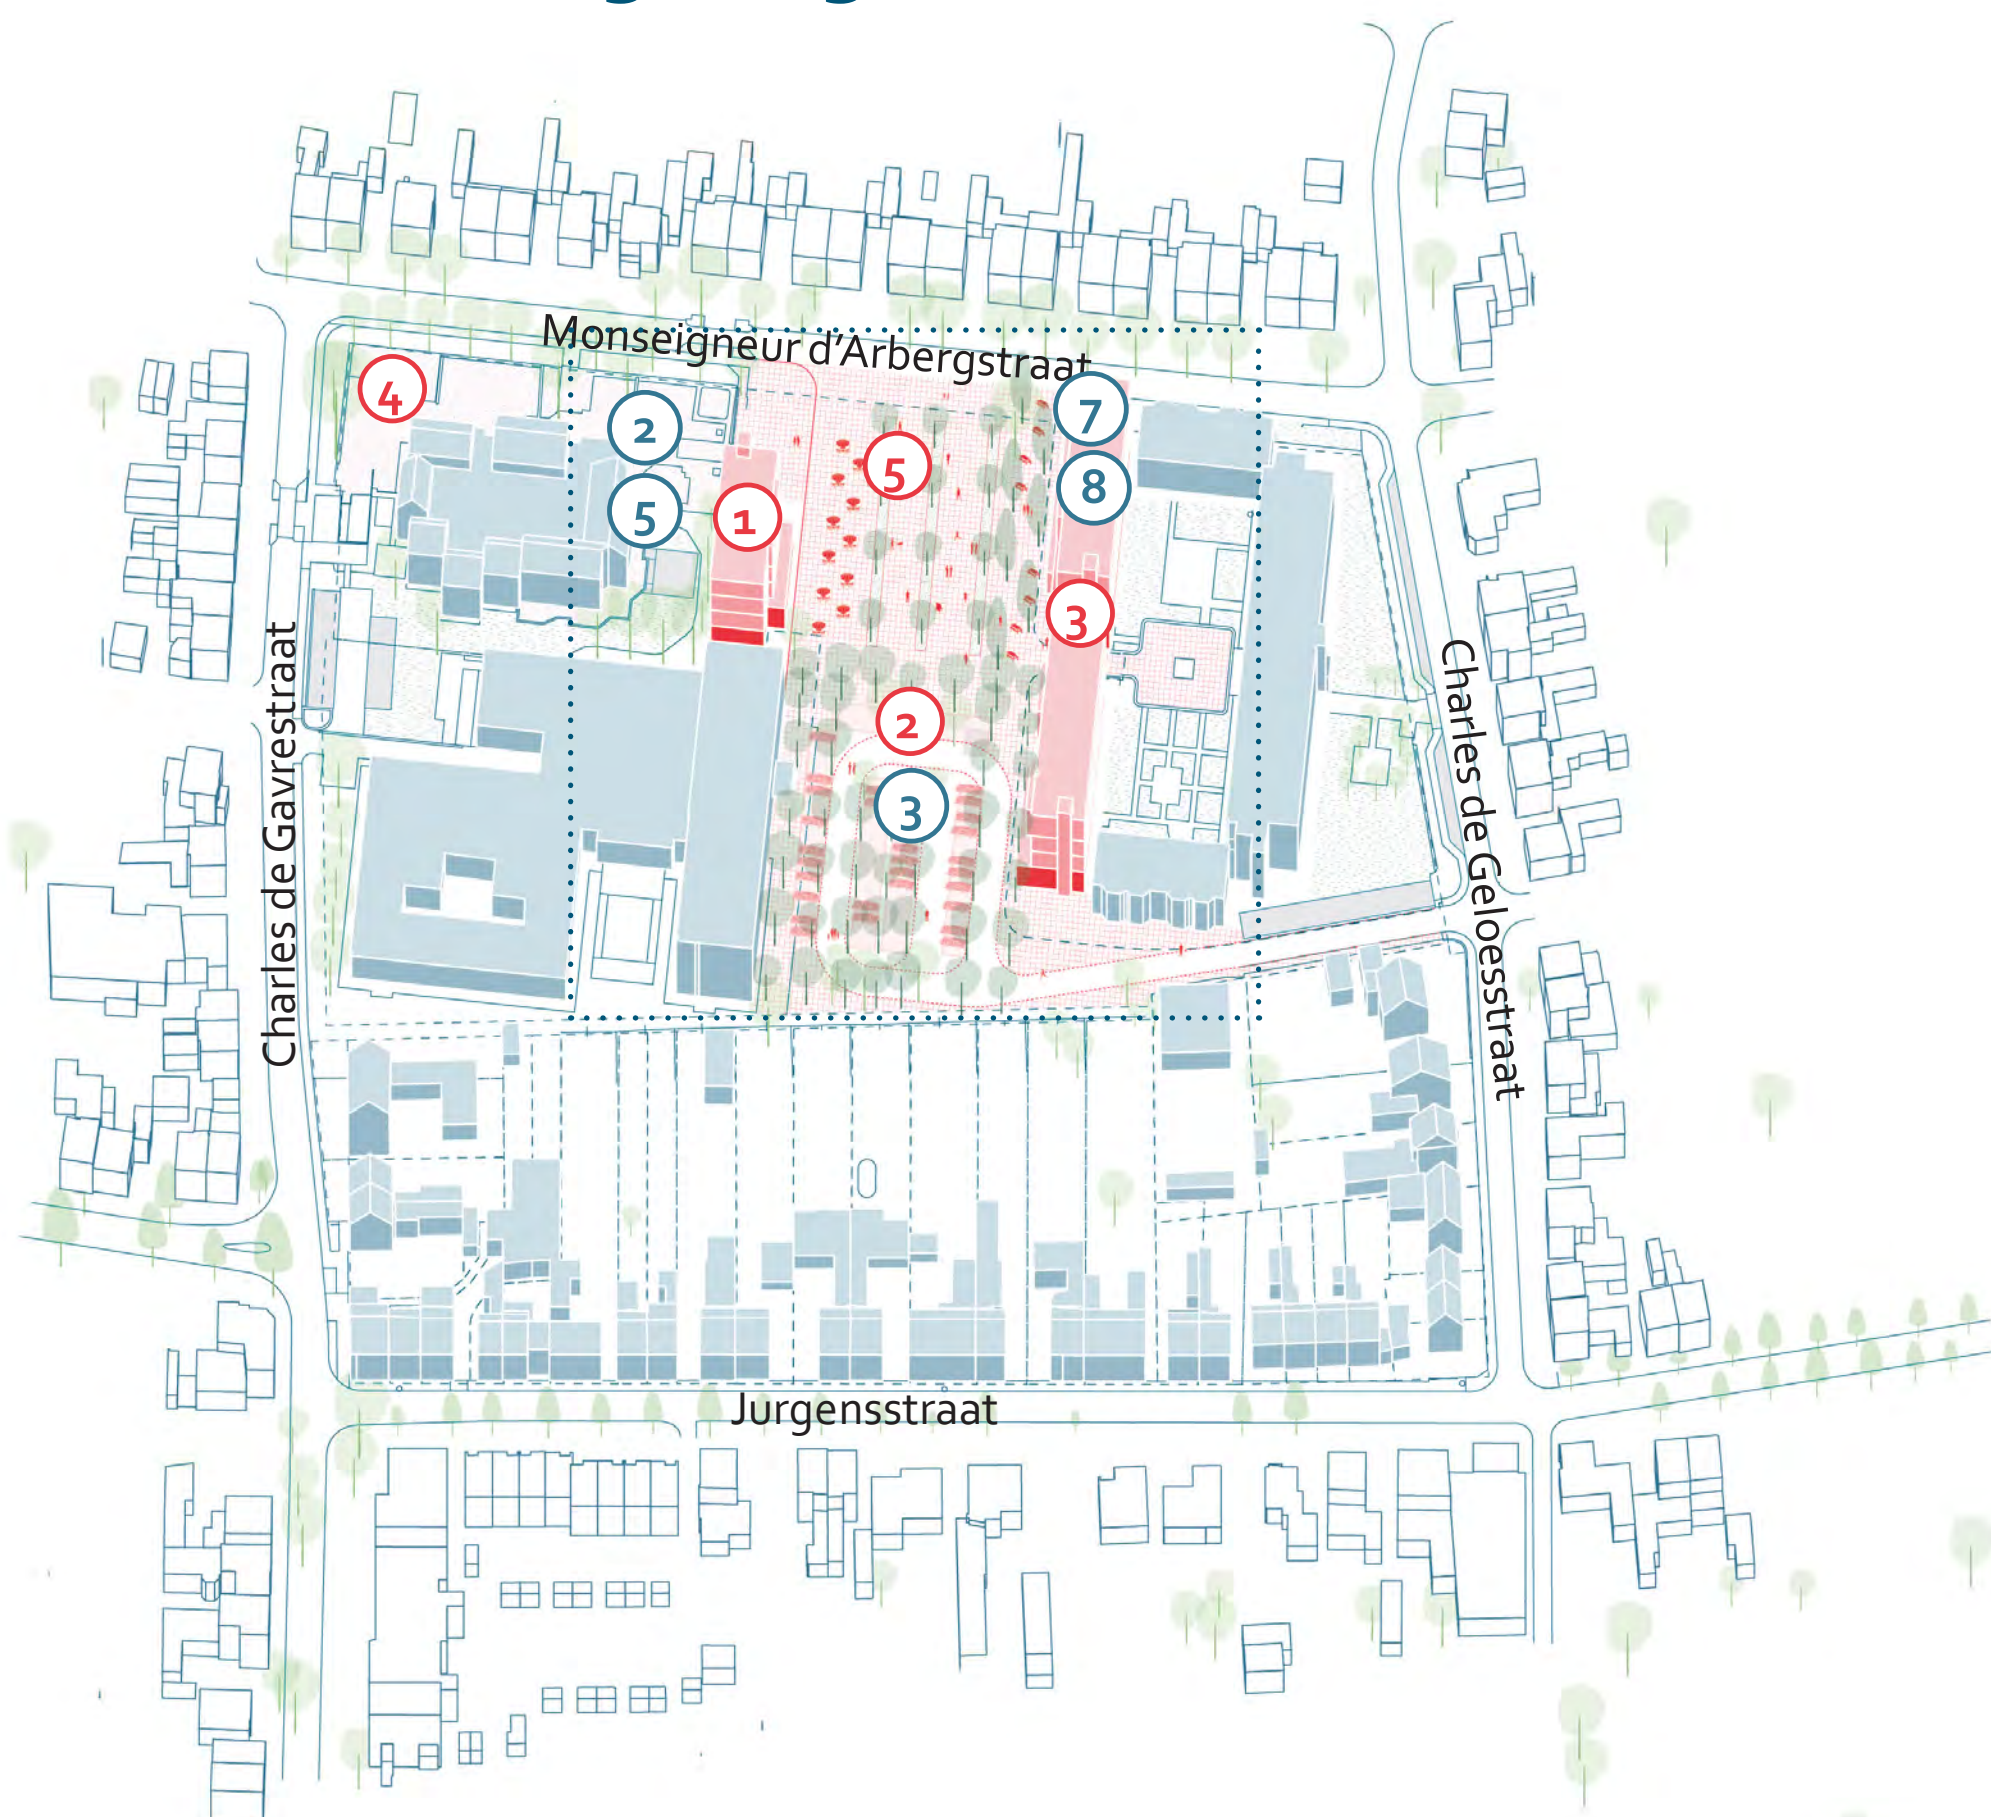 Monseigneur d'Arbergstraat
4
2
7
5
8
5
1
3
2
3
Charles de Gavrestraat
Charles de Geloesstraat
Jurgensstraat